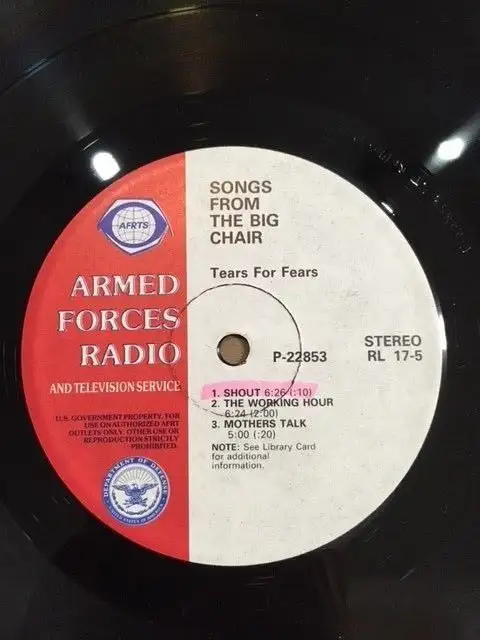 AFRTS
ARMED
FORCES
RADIO
AND TELEVISION SERVICE
U.S. GOVERNMENT PROPERTY. FOR
USE ON AUTHORIZED AFRT
OUTLETS ONLY. OTHER USE OR
REPRODUCTION STRICTLY
PROHIBITED.
DEPARTMENT OF DEFENSE
UNITED STATES OF AMERICA
SONGS
FROM
THE BIG
CHAIR
Tears For Fears
P-22853
STEREO
RL 17-5
1. SHOUT 6:26 (:10)
2. THE WORKING HOUR
6:24 (2:00)
3. MOTHERS TALK
5:00 (:20)
NOTE: See Library Card
for additional
information.